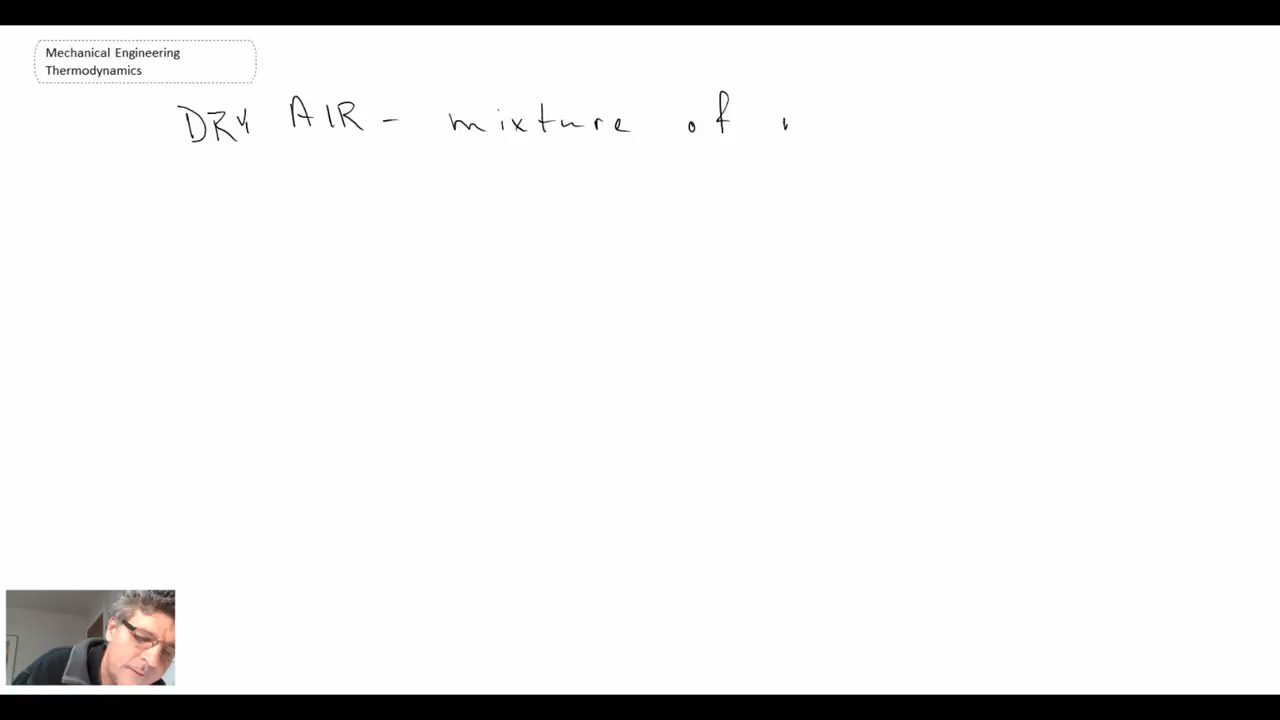 Mechanical Engineering
Thermodynamics
DRY AIR - mixture of